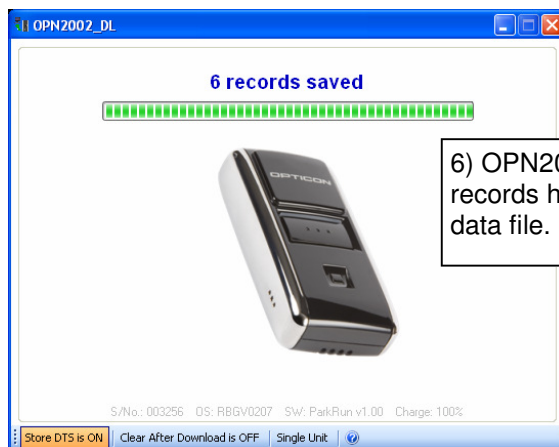 OPN2002_DL
6 records saved
6) OPN20
records h
data file.
OPTICON
S/No.: 003256 OS: RBGV0207 SW: ParkRun v1.00 Charge: 100%
Store DTS is ON Clear After Download is OFF Single Unit